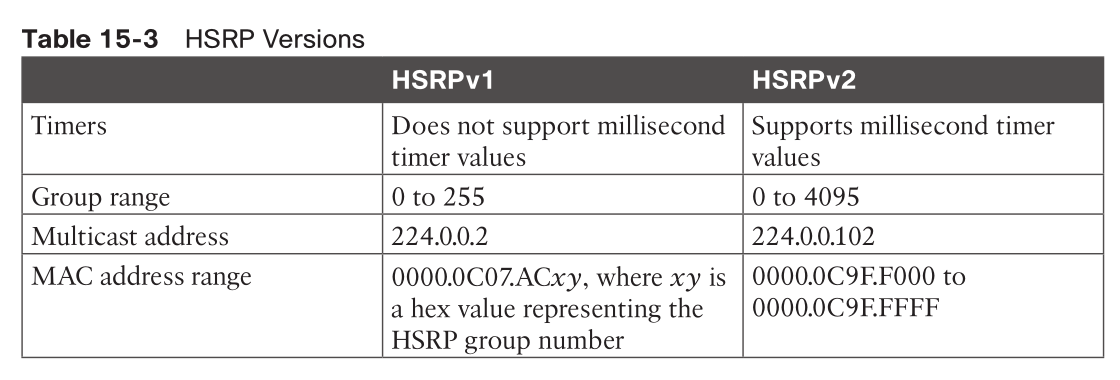 Table 15-3 HSRP Versions
HSRPv1 HSRPv2
Timers Does not support millisecond timer values Supports millisecond timer values
Group range 0 to 255 0 to 4095
Multicast address 224.0.0.2 224.0.0.102
MAC address range 0000.0C07.ACxy, where xy is a hex value representing the HSRP group number 0000.0C9F.F000 to 0000.0C9F.FFFF